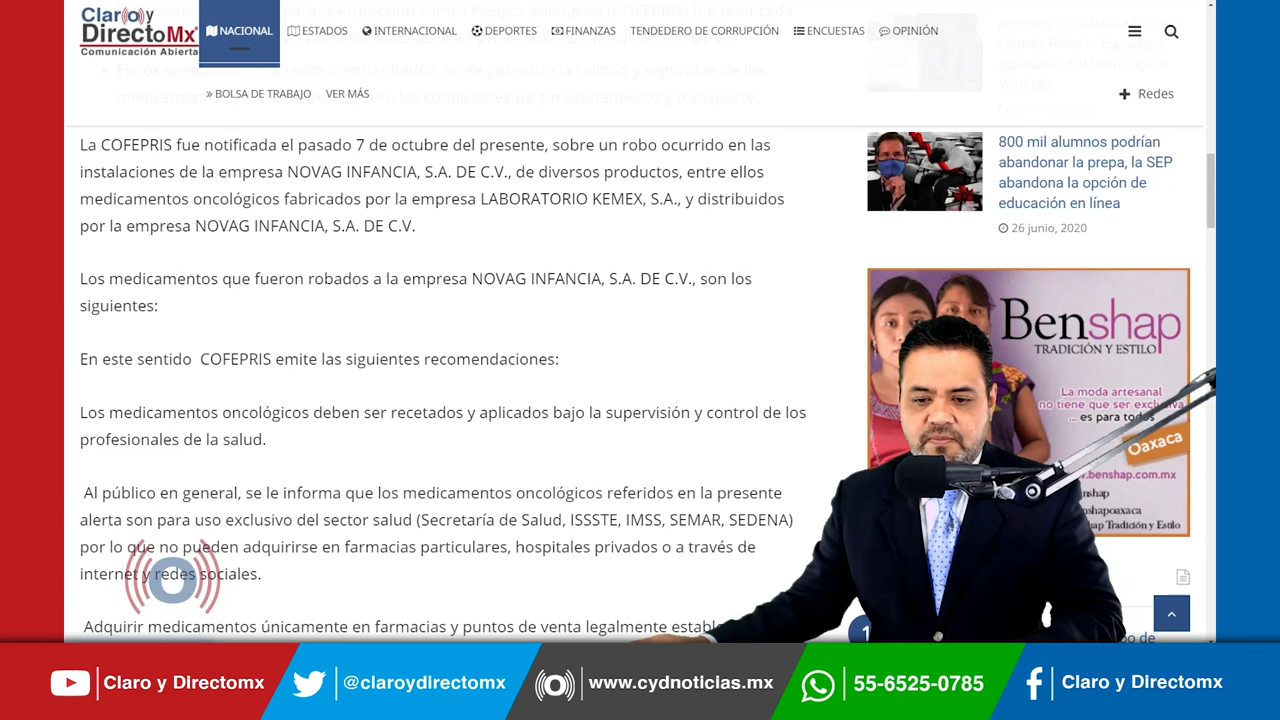 Claro y
DirectoMx
Comunicación Abierta
NACIONAL
ESTADOS
INTERNACIONAL
DEPORTES
FINANZAS
TENDEDERO DE CORRUPCIÓN
ENCUESTAS
OPINIÓN
BOLSA DE TRABAJO
VER MÁS
Redes
La COFEPRIS fue notificada el pasado 7 de octubre del presente, sobre un robo ocurrido en las
instalaciones de la empresa NOVAG INFANCIA, S.A. DE C.V., de diversos productos, entre ellos
medicamentos oncológicos fabricados por la empresa LABORATORIO KEMEX, S.A., y distribuidos
por la empresa NOVAG INFANCIA, S.A. DE C.V.
Los medicamentos que fueron robados a la empresa NOVAG INFANCIA, S.A. DE C.V., son los
siguientes:
En este sentido COFEPRIS emite las siguientes recomendaciones:
Los medicamentos oncológicos deben ser recetados y aplicados bajo la supervisión y control de los
profesionales de la salud.
Al público en general, se le informa que los medicamentos oncológicos referidos en la presente
alerta son para uso exclusivo del sector salud (Secretaría de Salud, ISSSTE, IMSS, SEMAR, SEDENA)
por lo que no pueden adquirirse en farmacias particulares, hospitales privados o a través de
internet y redes sociales.
Adquirir medicamentos únicamente en farmacias y puntos de venta legalmente
800 mil alumnos podrían
abandonar la prepa, la SEP
abandona la opción de
educación en línea
26 junio, 2020
Benshap
TRADICIÓN Y ESTILO
La moda artesanal
no tiene que ser exclusiva
... es para todos
Oaxaca
.benshap.com.mx
Tradición y Estilo
Claro y Directomx
@claroydirectomx
www.cydnoticias.mx
55-6525-0785
Claro y Directomx